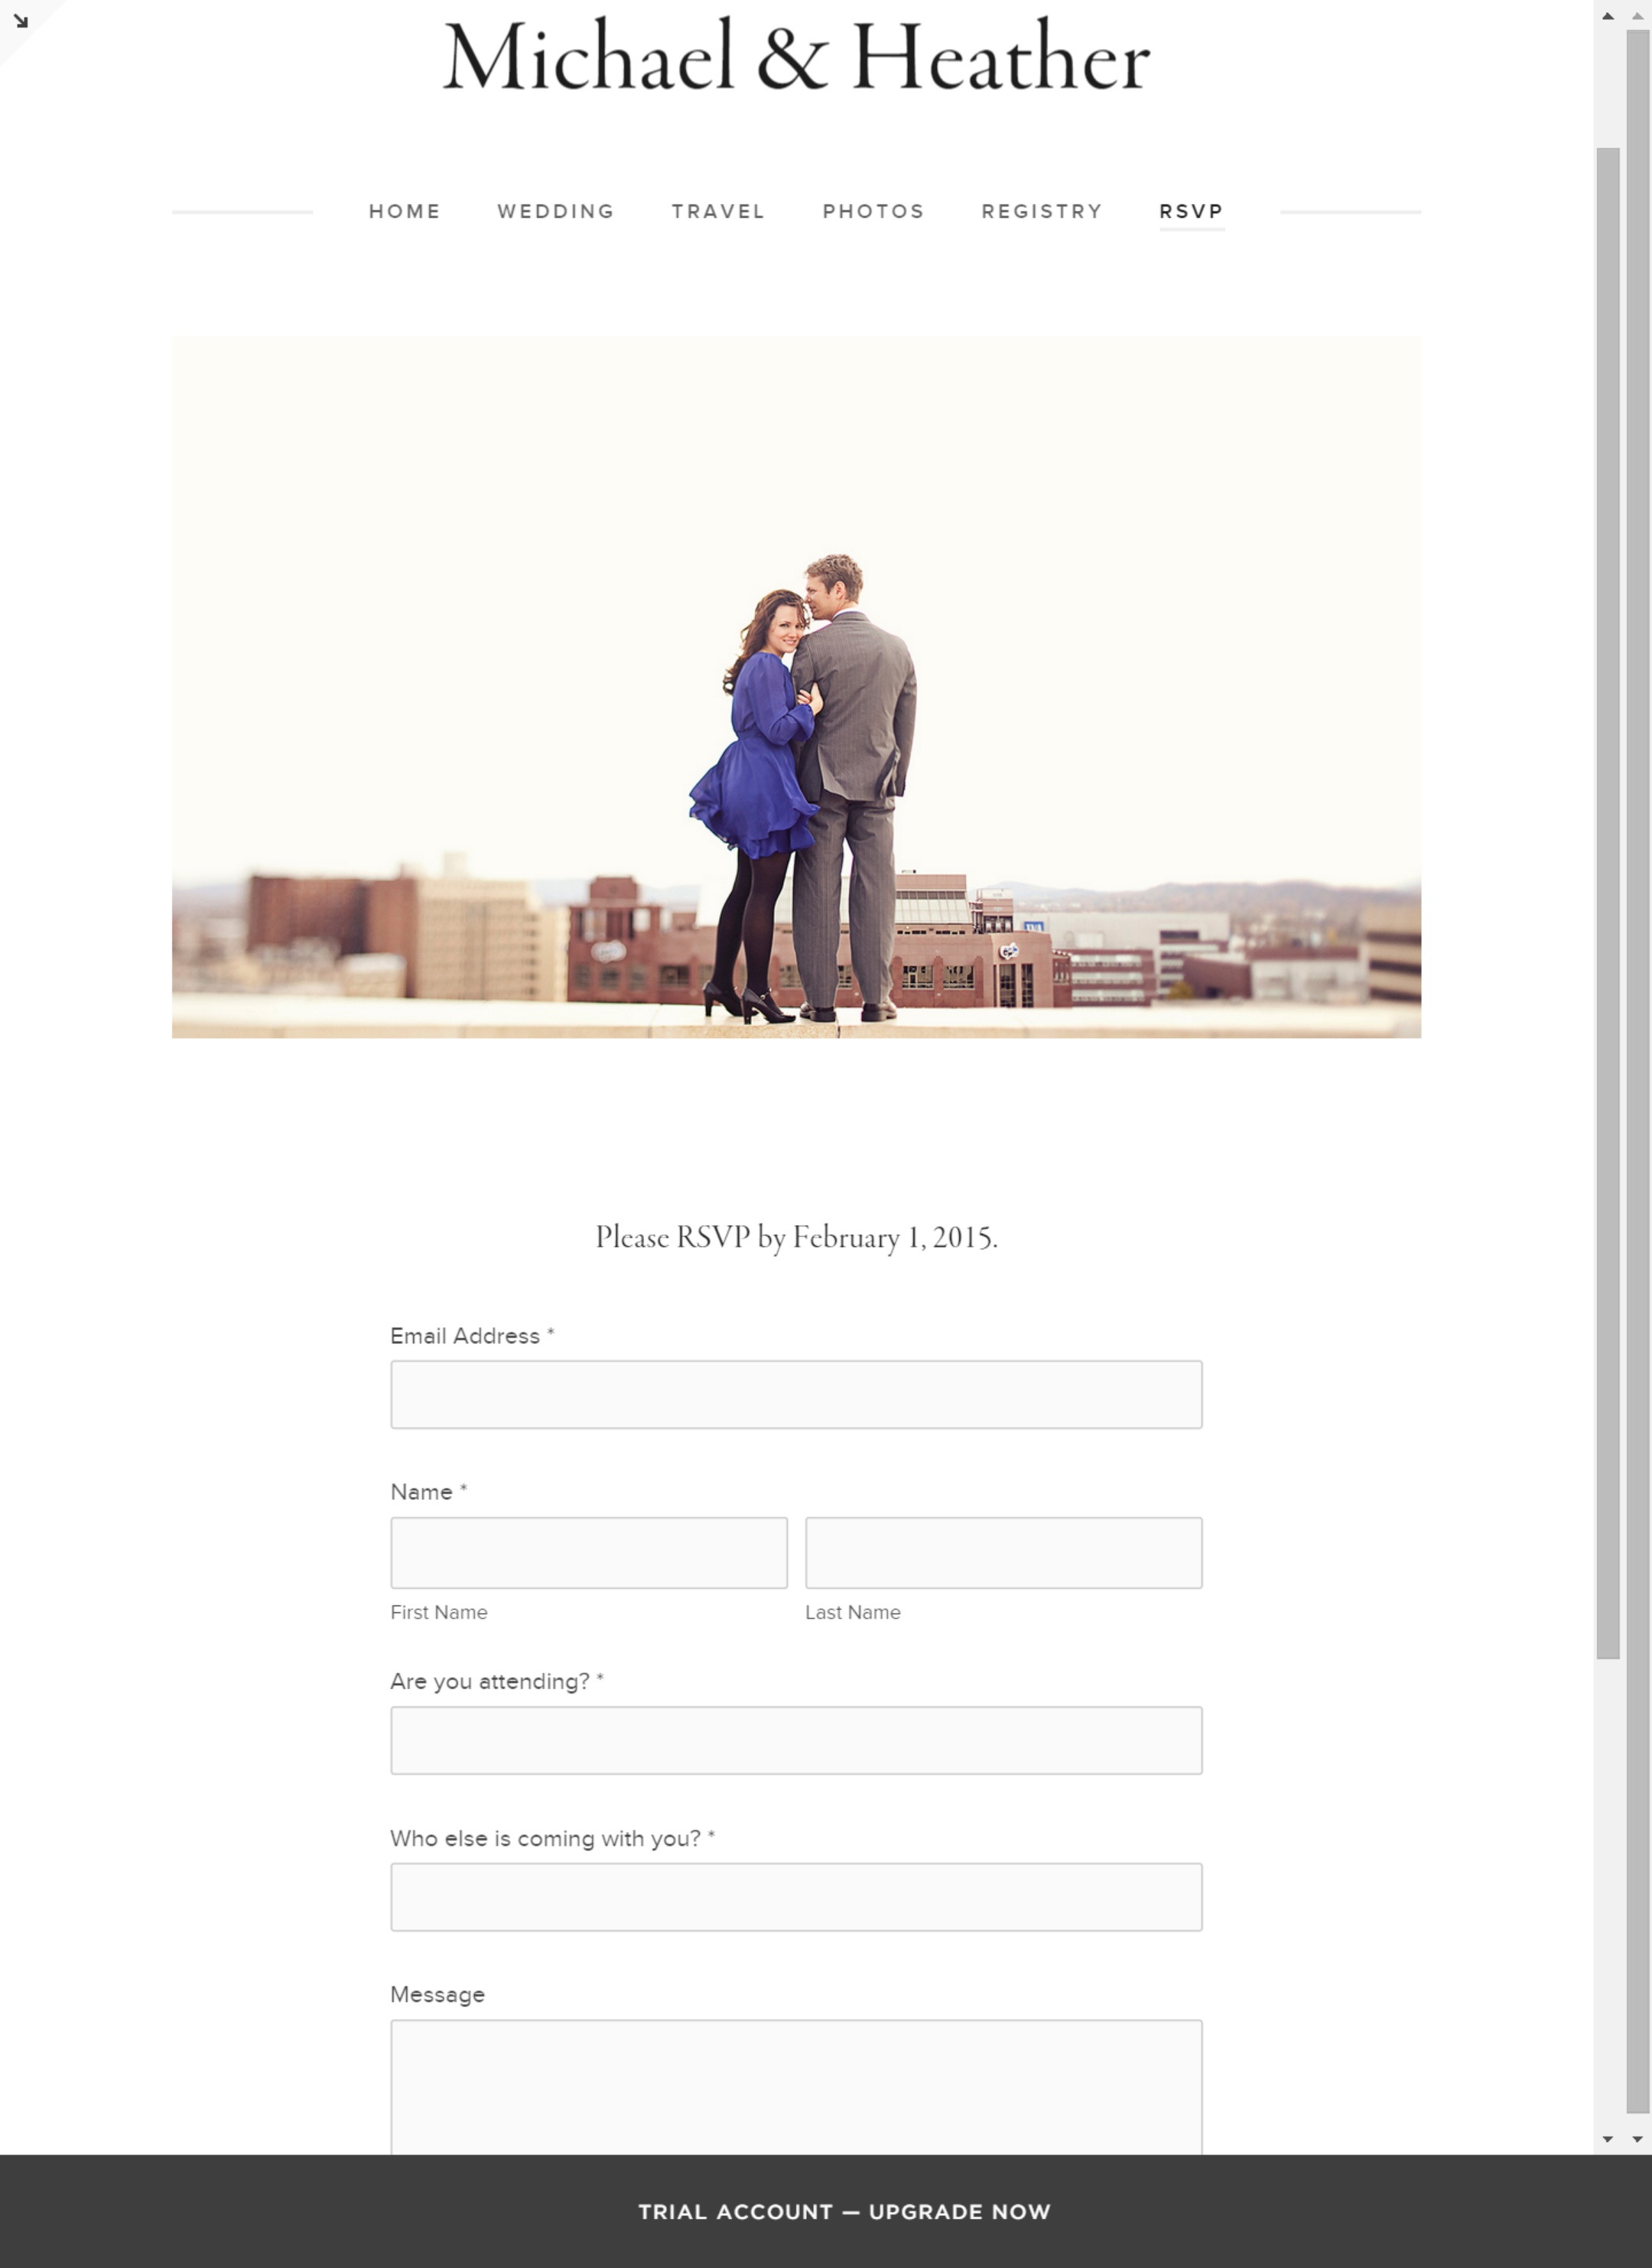 Michael & Heather
HOME WEDDING TRAVEL PHOTOS REGISTRY RSVP
Please RSVP by February 1, 2015.
Email Address *
Name *
First Name Last Name
Are you attending? *
Who else is coming with you? *
Message
TRIAL ACCOUNT — UPGRADE NOW